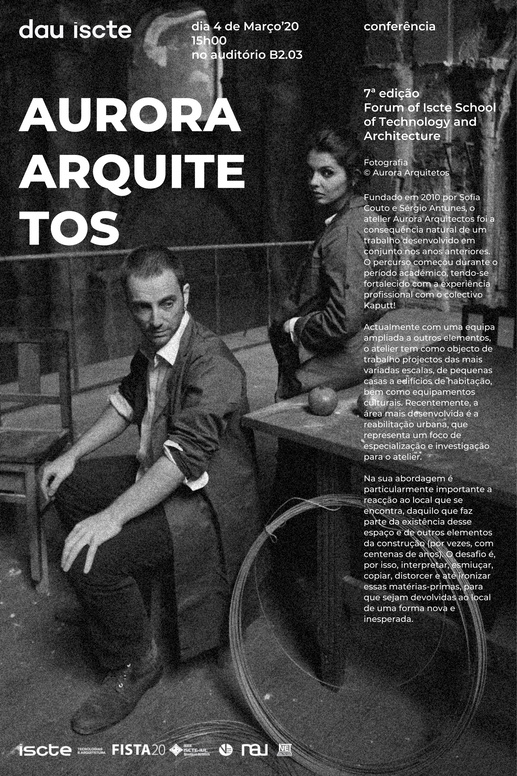 dau iscte
dia 4 de Março'20
15h00
no auditório B2.03
conferência
AURORA
ARQUITE
TOS
7ª edição
Forum of Iscte School
of Technology and
Architecture
Fotografia
© Aurora Arquitetos
Fundado em 2010 por Sofia
Couto e Sérgio Antunes, o
atelier Aurora Arquitectos foi a
consequência natural de um
trabalho desenvolvido em
conjunto nos anos anteriores.
O percurso começou durante o
período académico, tendo-se
fortalecido com a experiência
profissional com o colectivo
Kaputt!
Actualmente com uma equipa
ampliada a outros elementos,
o atelier tem como objecto de
trabalho projectos das mais
variadas escalas, de pequenas
casas a edifícios de habitação,
bem como equipamentos
culturais. Recentemente, a
área mais desenvolvida é a
reabilitação urbana, que
representa um foco de
especialização e investigação
para o atelier.
Na sua abordagem é
particularmente importante a
reacção ao local que se
encontra, daquilo que faz
parte da existência desse
espaço e de outros elementos
da construção (por vezes, com
centenas de anos). O desafio é,
por isso, interpretar, esmiuçar,
copiar, distorcer e até ironizar
essas matérias-primas, para
que sejam devolvidas ao local
de uma forma nova e
inesperada.
iscte
TECNOLOGIAS
E ARQUITETURA
FISTA20
ISCTE-IUL
nau
NET